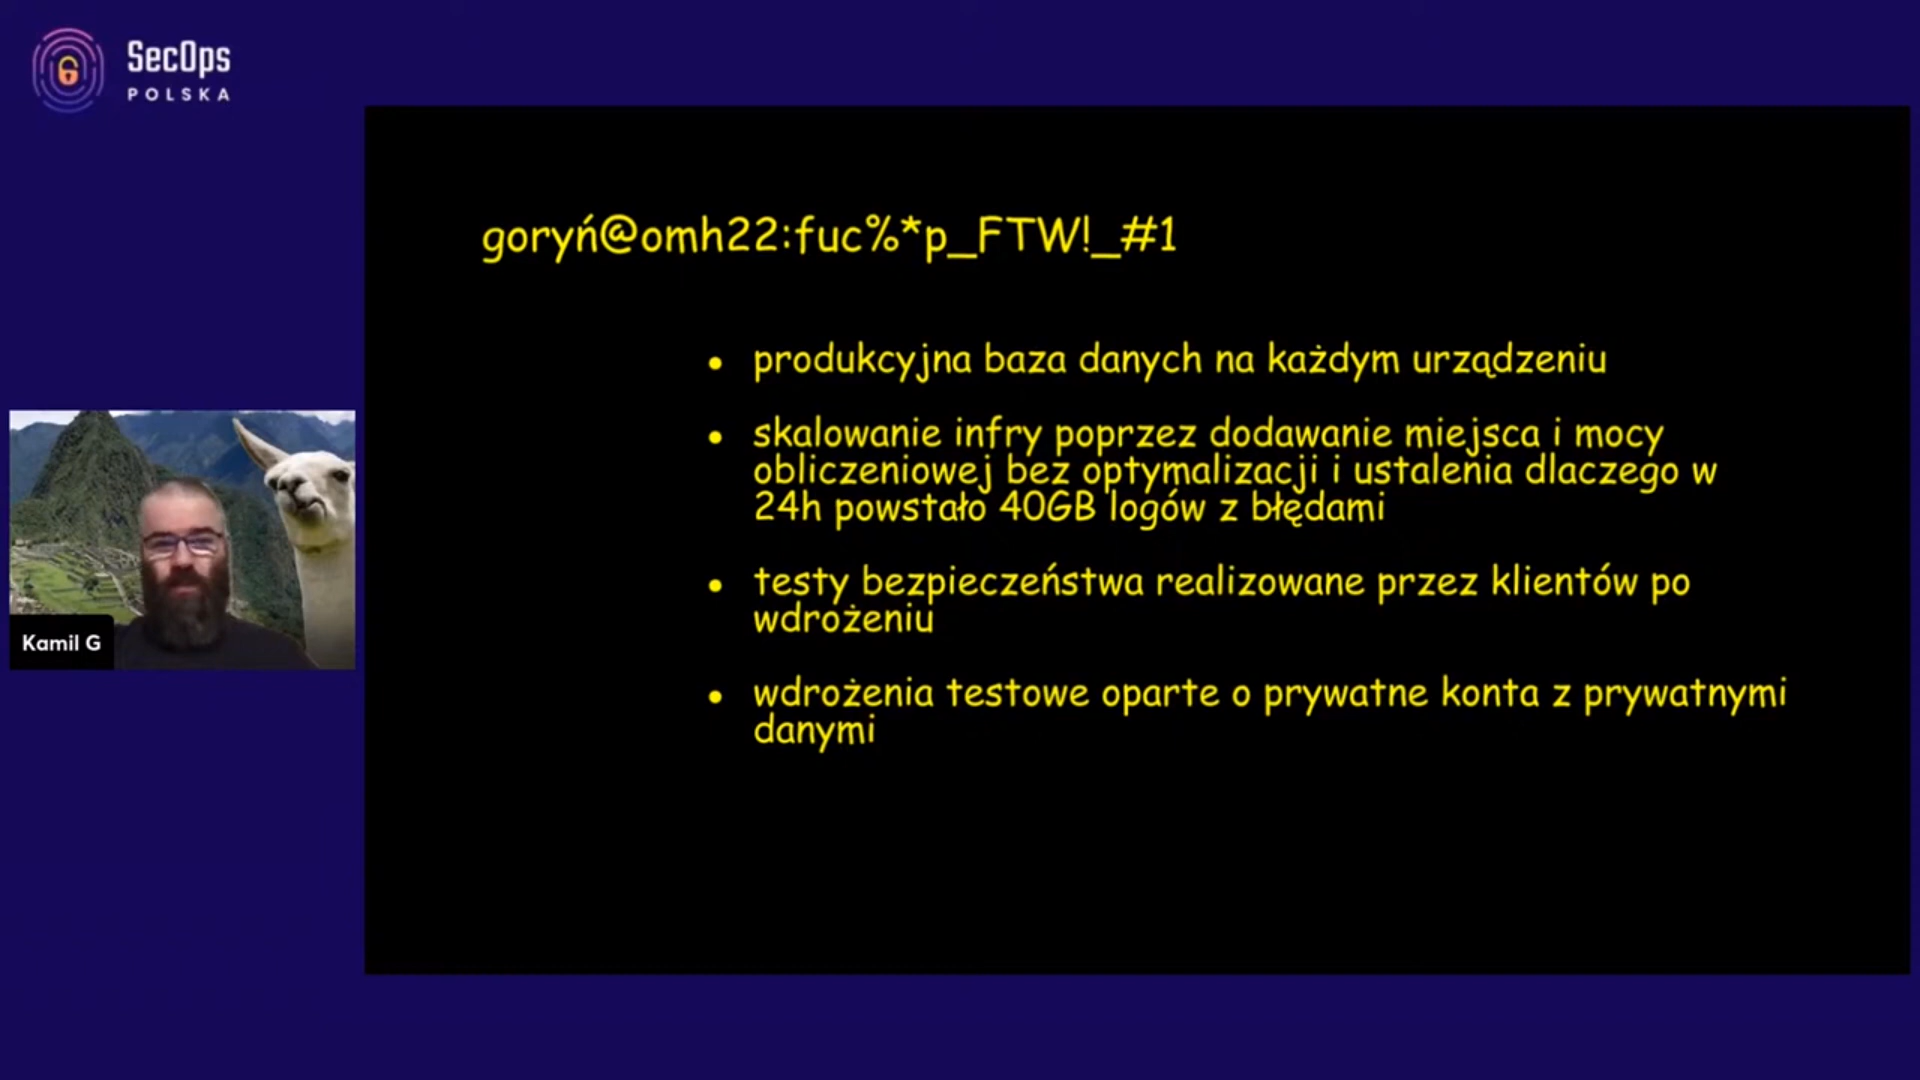 SecOps
POLSKA
goryń@omh22:fuc%*p_FTW!_#1
• produkcyjna baza danych na każdym urządzeniu
• skalowanie infry poprzez dodawanie miejsca i mocy
obliczeniowej bez optymalizacji i ustalenia dlaczego w
24h powstało 40GB logów z błędami
• testy bezpieczeństwa realizowane przez klientów po
wdrożeniu
• wdrożenia testowe oparte o prywatne konta z prywatnymi
danymi
Kamil G